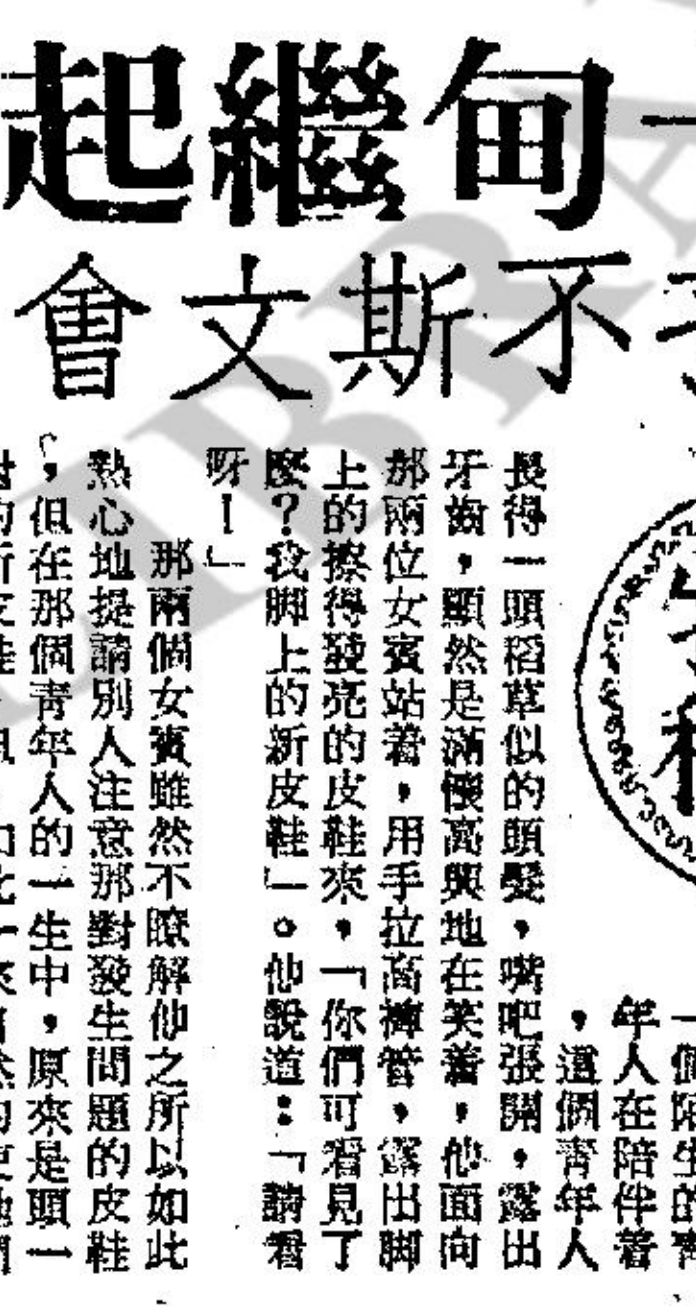 甸繼起
不斯文會
一個陌生的青
年人在陪伴着
，這個青年人
長得一頭稻草似的頭髮，嘴吧張開，露出
牙齒，顯然是滿懷高興地在笑着，他面向
那兩位女賓站着，用手拉高褲管，露出脚
上的擦得發亮的皮鞋來，「你們可看見了
麼？我脚上的新皮鞋」。他說道：「請看
呀！」
那兩個女賓雖然不瞭解他之所以如此
熱心地提請別人注意那對發生問題的皮鞋
，但在那個青年人的一生中，原來是頭一